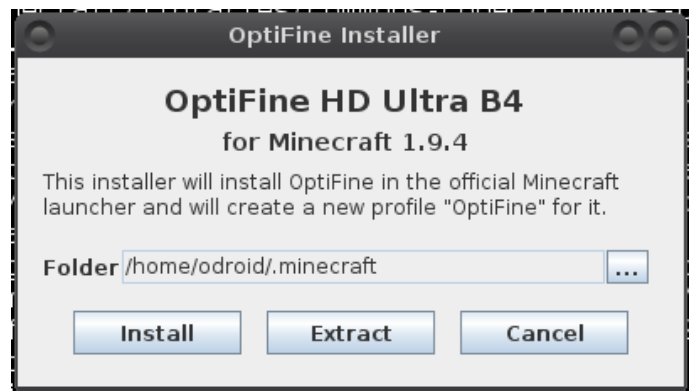 OptiFine Installer
OptiFine HD Ultra B4
for Minecraft 1.9.4
This installer will install OptiFine in the official Minecraft
launcher and will create a new profile "OptiFine" for it.
Folder /home/odroid/.minecraft ...
Install Extract Cancel